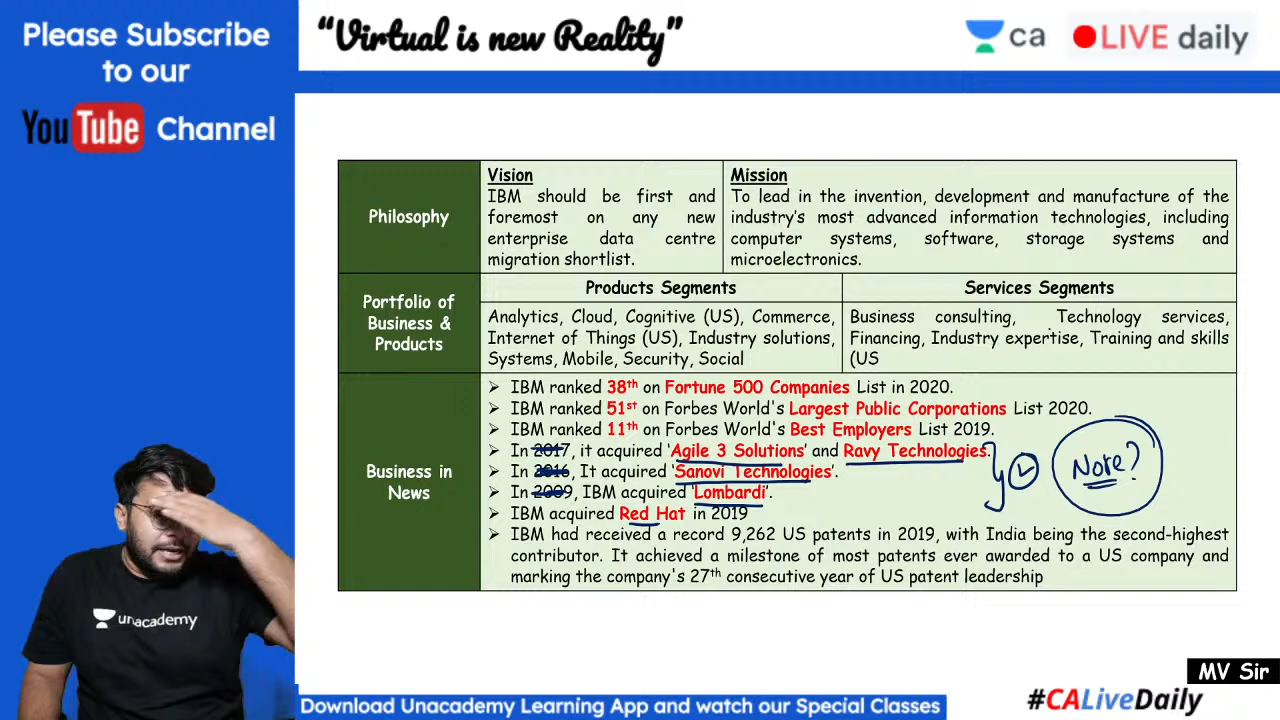 Please Subscribe
to our
YouTube Channel
"Virtual is new Reality"
ca
LIVE daily
Philosophy
Vision
IBM should be first and
foremost on any new
enterprise data centre
migration shortlist.
Mission
To lead in the invention, development and manufacture of the
industry's most advanced information technologies, including
computer systems, software, storage systems and
microelectronics.
Portfolio of
Business &
Products
Products Segments
Analytics, Cloud, Cognitive (US), Commerce,
Internet of Things (US), Industry solutions,
Systems, Mobile, Security, Social
Services Segments
Business consulting, Technology services,
Financing, Industry expertise, Training and skills
(US
Business in
News
➢ IBM ranked 38th on Fortune 500 Companies List in 2020.
➢ IBM ranked 51st on Forbes World's Largest Public Corporations List 2020.
➢ IBM ranked 11th on Forbes World's Best Employers List 2019.
➢ In 2017, it acquired 'Agile 3 Solutions' and Ravy Technologies.
➢ In 2016, It acquired 'Sanovi Technologies'.
➢ In 2009, IBM acquired 'Lombardi'.
➢ IBM acquired Red Hat in 2019
➢ IBM had received a record 9,262 US patents in 2019, with India being the second-highest
contributor. It achieved a milestone of most patents ever awarded to a US company and
marking the company's 27th consecutive year of US patent leadership
Note?
unacademy
MV Sir
Download Unacademy Learning App and watch our Special Classes
#CALiveDaily